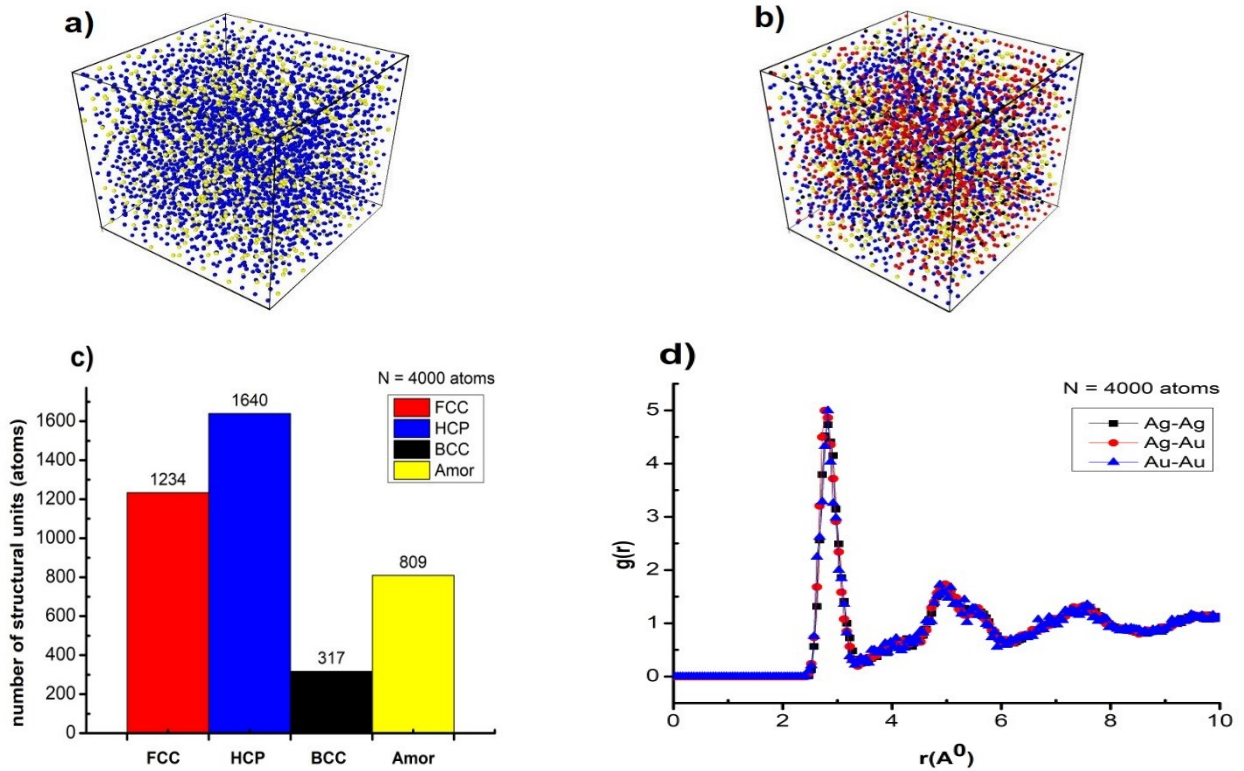 a)
b)
c)
N = 4000 atoms
FCC
HCP
BCC
Amor
number of structural units (atoms)
1600
1400
1200
1000
800
600
400
200
0
1234
1640
317
809
FCC HCP BCC Amor
d)
N = 4000 atoms
Ag-Ag
Ag-Au
Au-Au
g(r)
5
4
3
2
1
0
0 2 4 6 8 10
r(A⁰)